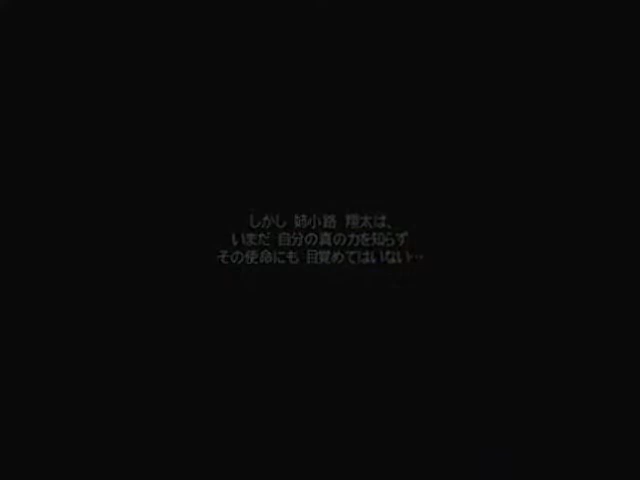 しかし 姉小路 翔太は、
いまだ 自分の真の力を知らず
その使命にも 目覚めてはいない…